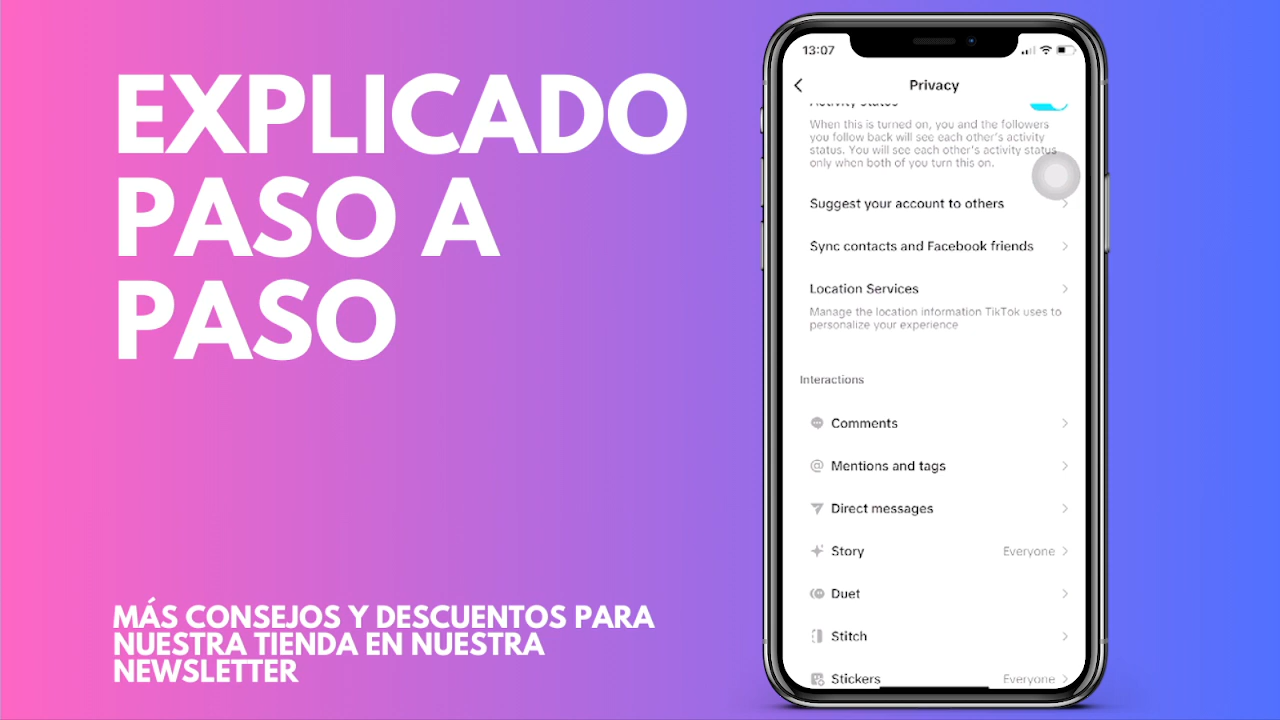 EXPLICADO
PASO A
PASO
MÁS CONSEJOS Y DESCUENTOS PARA
NUESTRA TIENDA EN NUESTRA
NEWSLETTER
13:07
Privacy
Activity status
When this is turned on, you and the followers
you follow back will see each other's activity
status. You will see each other's activity status
only when both of you turn this on.
Suggest your account to others
Sync contacts and Facebook friends
Location Services
Manage the location information TikTok uses to
personalize your experience
Interactions
Comments
Mentions and tags
Direct messages
Story Everyone
Duet
Stitch
Stickers Everyone